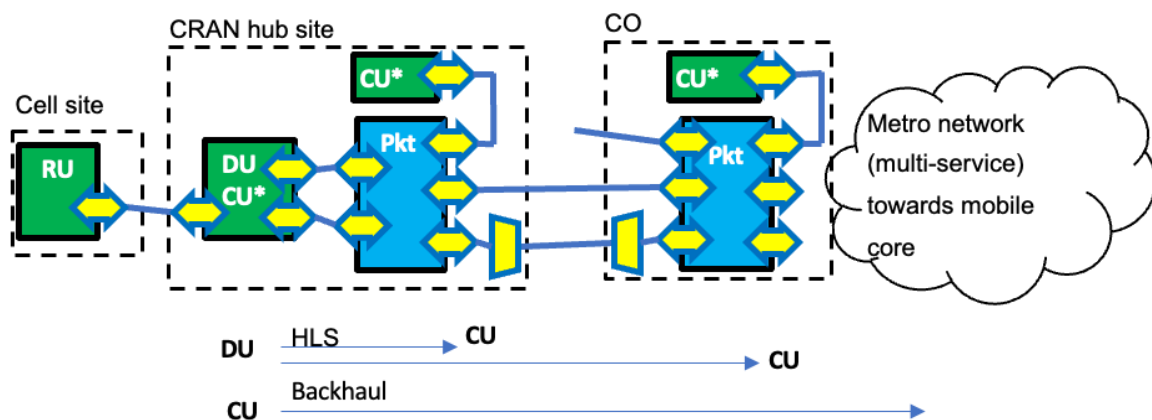 CRAN hub site
CO
CU*
CU*
Cell site
RU
DU
CU*
Pkt
Pkt
Metro network
(multi-service)
towards mobile
core
HLS
DU
CU
CU
Backhaul
CU